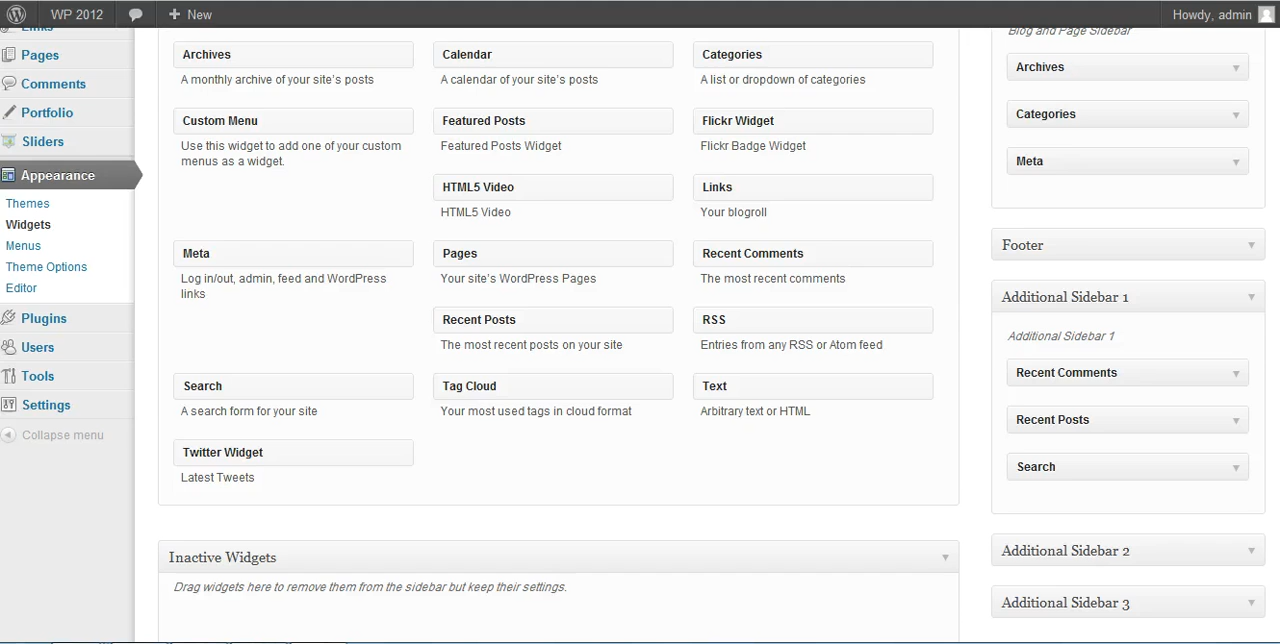 WP 2012
New
Howdy, admin
Links
Pages
Comments
Portfolio
Sliders
Appearance
Themes
Widgets
Menus
Theme Options
Editor
Plugins
Users
Tools
Settings
Collapse menu
Archives
A monthly archive of your site's posts
Calendar
A calendar of your site's posts
Categories
A list or dropdown of categories
Custom Menu
Use this widget to add one of your custom
menus as a widget.
Featured Posts
Featured Posts Widget
Flickr Widget
Flickr Badge Widget
HTML5 Video
HTML5 Video
Links
Your blogroll
Meta
Log in/out, admin, feed and WordPress
links
Pages
Your site's WordPress Pages
Recent Comments
The most recent comments
Recent Posts
The most recent posts on your site
RSS
Entries from any RSS or Atom feed
Search
A search form for your site
Tag Cloud
Your most used tags in cloud format
Text
Arbitrary text or HTML
Twitter Widget
Latest Tweets
Inactive Widgets
Drag widgets here to remove them from the sidebar but keep their settings.
Blog and Page Sidebar
Archives
Categories
Meta
Footer
Additional Sidebar 1
Additional Sidebar 1
Recent Comments
Recent Posts
Search
Additional Sidebar 2
Additional Sidebar 3